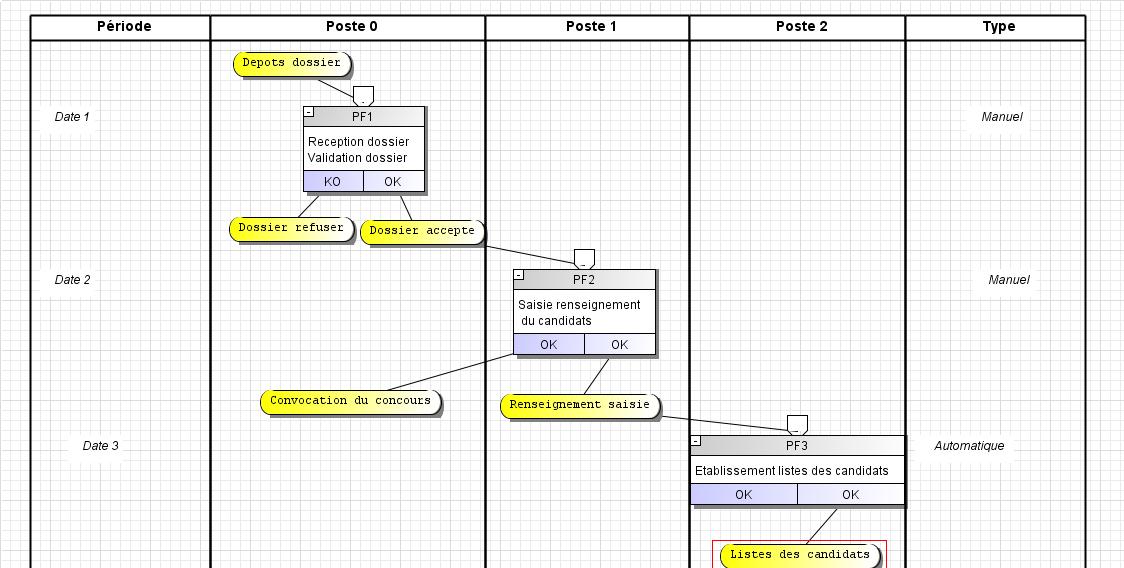 Période Poste 0 Poste 1 Poste 2 Type
Depots dossier
Date 1
PF1
Manuel
Reception dossier
Validation dossier
KO OK
Dossier refuser
Dossier accepte
Date 2
PF2
Manuel
Saisie renseignement
du candidats
OK OK
Convocation du concours
Renseignement saisie
Date 3
PF3
Automatique
Etablissement listes des candidats
OK OK
Listes des candidats